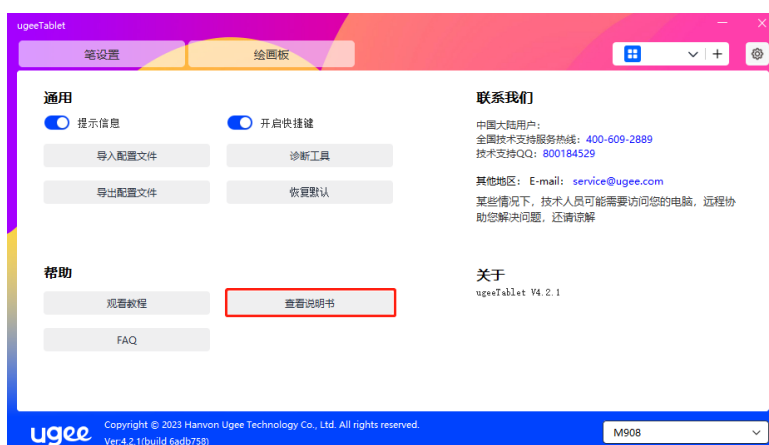 ugeeTablet
笔设置
绘画板
通用
提示信息
开启快捷键
导入配置文件
诊断工具
导出配置文件
恢复默认
联系我们
中国大陆用户：
全国技术支持服务热线：400-609-2889
技术支持QQ：800184529
其他地区： E-mail： service@ugee.com
某些情况下，技术人员可能需要访问您的电脑，远程协
助您解决问题，还请谅解
帮助
观看教程
查看说明书
FAQ
关于
ugeeTablet V4.2.1
ugee
Copyright © 2023 Hanvon Ugee Technology Co., Ltd. All rights reserved.
Ver:4.2.1(build 6adb758)
M908